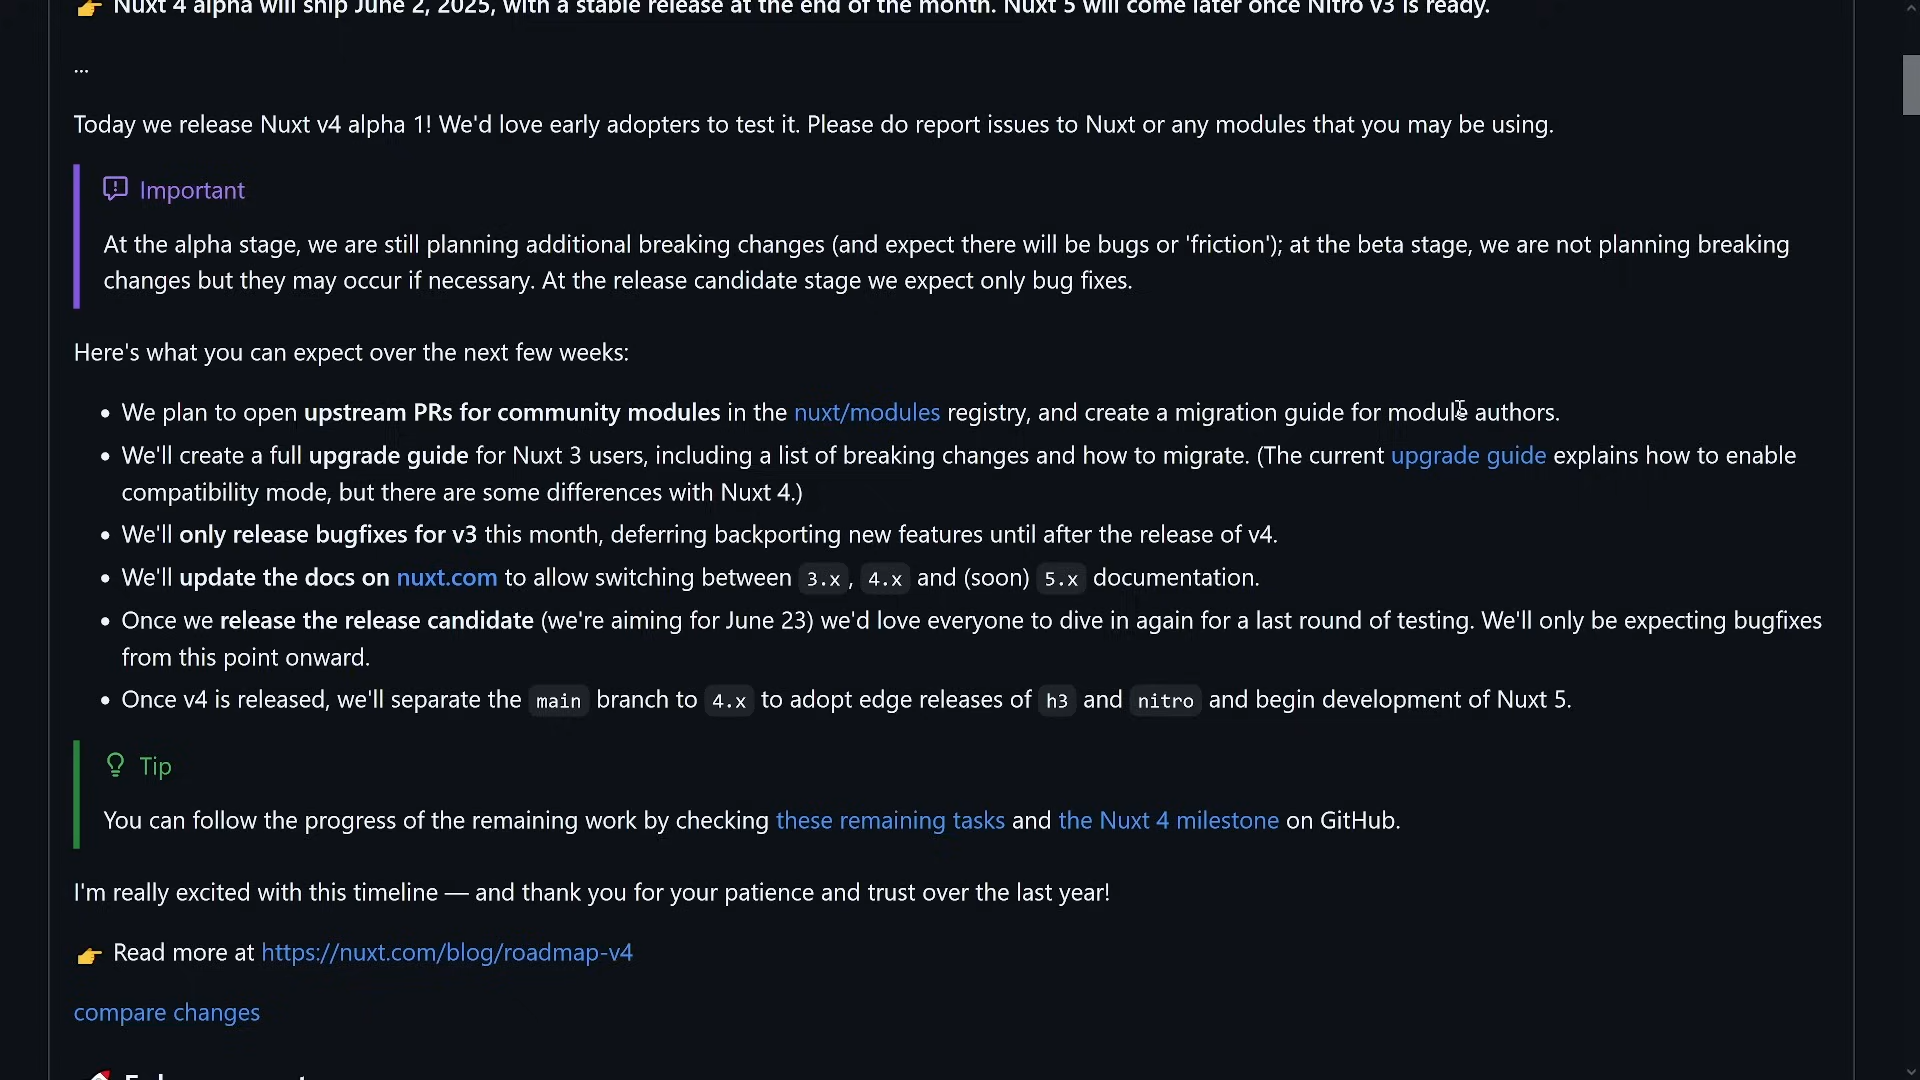 👉 Nuxt 4 alpha will ship June 2, 2025, with a stable release at the end of the month. Nuxt 5 will come later once Nitro v3 is ready.
...
Today we release Nuxt v4 alpha 1! We'd love early adopters to test it. Please do report issues to Nuxt or any modules that you may be using.
Important
At the alpha stage, we are still planning additional breaking changes (and expect there will be bugs or 'friction'); at the beta stage, we are not planning breaking
changes but they may occur if necessary. At the release candidate stage we expect only bug fixes.
Here's what you can expect over the next few weeks:
• We plan to open upstream PRs for community modules in the nuxt/modules registry, and create a migration guide for module authors.
• We'll create a full upgrade guide for Nuxt 3 users, including a list of breaking changes and how to migrate. (The current upgrade guide explains how to enable
compatibility mode, but there are some differences with Nuxt 4.)
• We'll only release bugfixes for v3 this month, deferring backporting new features until after the release of v4.
• We'll update the docs on nuxt.com to allow switching between 3.x, 4.x and (soon) 5.x documentation.
• Once we release the release candidate (we're aiming for June 23) we'd love everyone to dive in again for a last round of testing. We'll only be expecting bugfixes
from this point onward.
• Once v4 is released, we'll separate the main branch to 4.x to adopt edge releases of h3 and nitro and begin development of Nuxt 5.
Tip
You can follow the progress of the remaining work by checking these remaining tasks and the Nuxt 4 milestone on GitHub.
I'm really excited with this timeline — and thank you for your patience and trust over the last year!
👉 Read more at https://nuxt.com/blog/roadmap-v4
compare changes